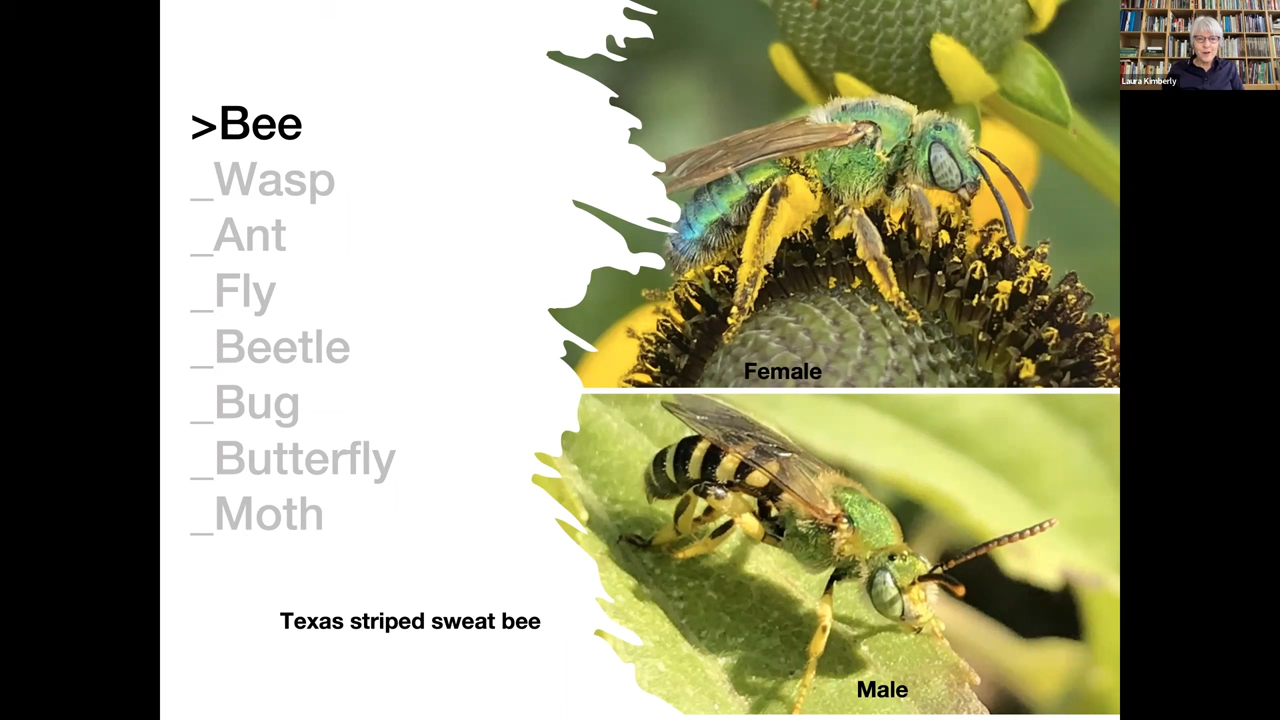 >Bee
_Wasp
_Ant
_Fly
_Beetle
_Bug
_Butterfly
_Moth
Texas striped sweat bee
Female
Male
Laura Kimberly